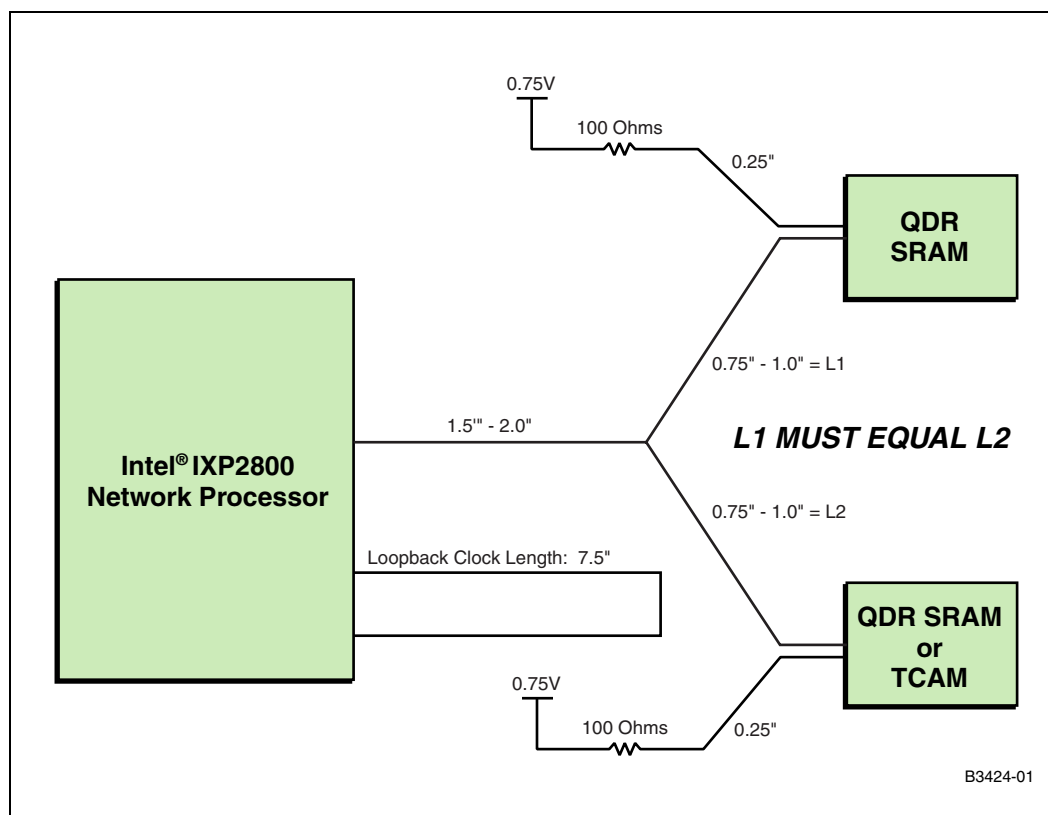 0.75V
100 Ohms
0.25"
QDR
SRAM
0.75" - 1.0" = L1
1.5'" - 2.0"
L1 MUST EQUAL L2
Intel® IXP2800
Network Processor
0.75" - 1.0" = L2
Loopback Clock Length: 7.5"
QDR SRAM
or
TCAM
0.75V
100 Ohms
0.25"
B3424-01